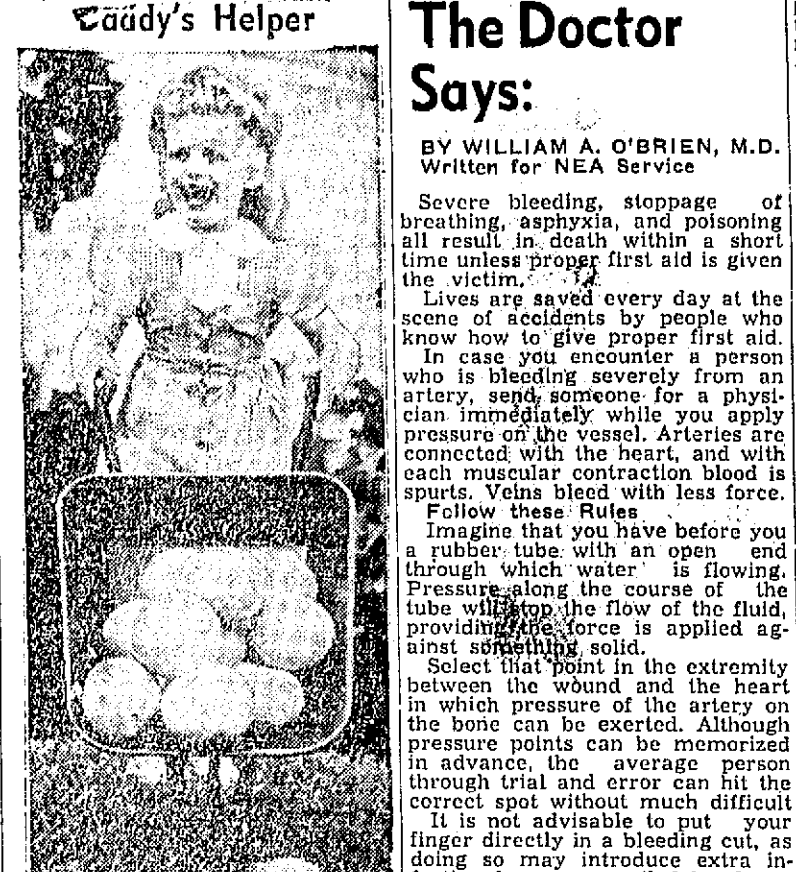 Daddy's Helper
The Doctor
Says:
BY WILLIAM A. O'BRIEN, M.D.
Written for NEA Service
Severe bleeding, stoppage of
breathing, asphyxia, and poisoning
all result in death within a short
time unless proper first aid is given
the victim.
Lives are saved every day at the
scene of accidents by people who
know how to give proper first aid.
In case you encounter a person
who is bleeding severely from an
artery, send someone for a physi-
cian immediately while you apply
pressure on the vessel. Arteries are
connected with the heart, and with
each muscular contraction blood is
spurts. Veins bleed with less force.
Follow these Rules
Imagine that you have before you
a rubber tube with an open end
through which water is flowing.
Pressure along the course of the
tube will stop the flow of the fluid,
providing the force is applied ag-
ainst something solid.
Select that point in the extremity
between the wound and the heart
in which pressure of the artery on
the bone can be exerted. Although
pressure points can be memorized
in advance, the average person
through trial and error can hit the
correct spot without much difficult
It is not advisable to put your
finger directly in a bleeding cut, as
doing so may introduce extra in-